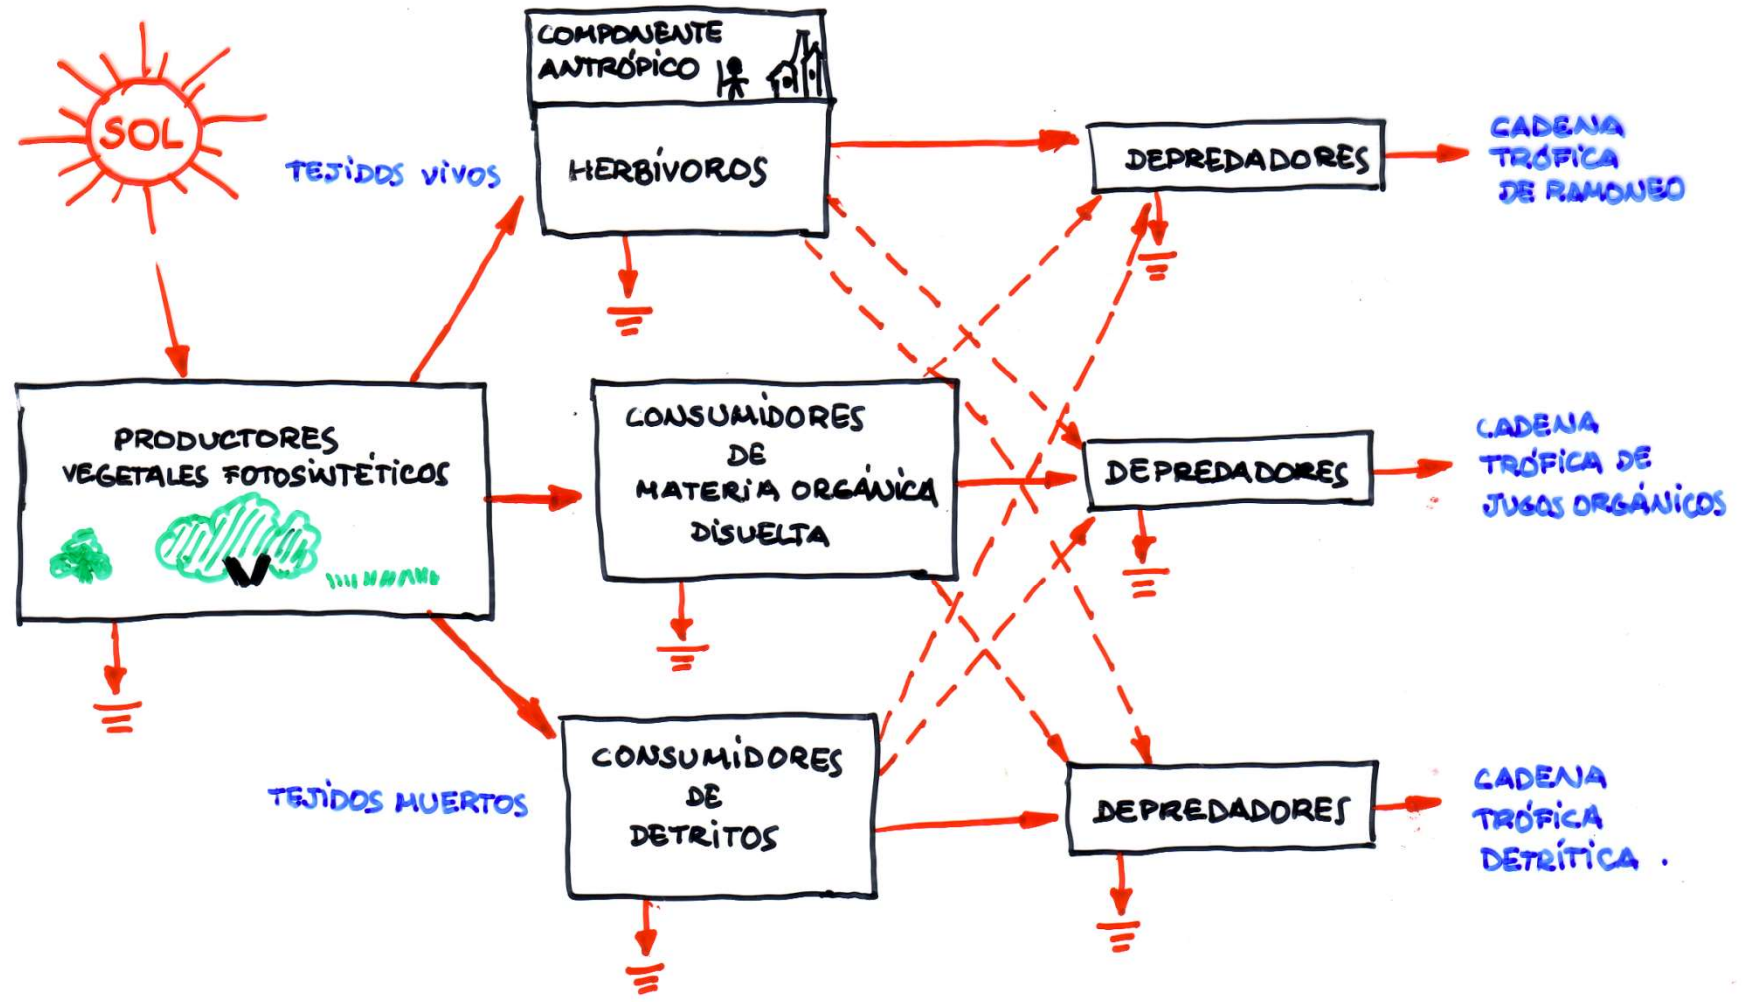 SOL
COMPONENTE
ANTRÓPICO
HERBÍVOROS
TEJIDOS VIVOS
DEPREDADORES
CADENA
TRÓFICA
DE RAMONEO
PRODUCTORES
VEGETALES FOTOSINTÉTICOS
CONSUMIDORES
DE
MATERIA ORGÁNICA
DISUELTA
DEPREDADORES
CADENA
TRÓFICA DE
JUGOS ORGÁNICOS
TEJIDOS MUERTOS
CONSUMIDORES
DE
DETRITOS
DEPREDADORES
CADENA
TRÓFICA
DETRÍTICA .